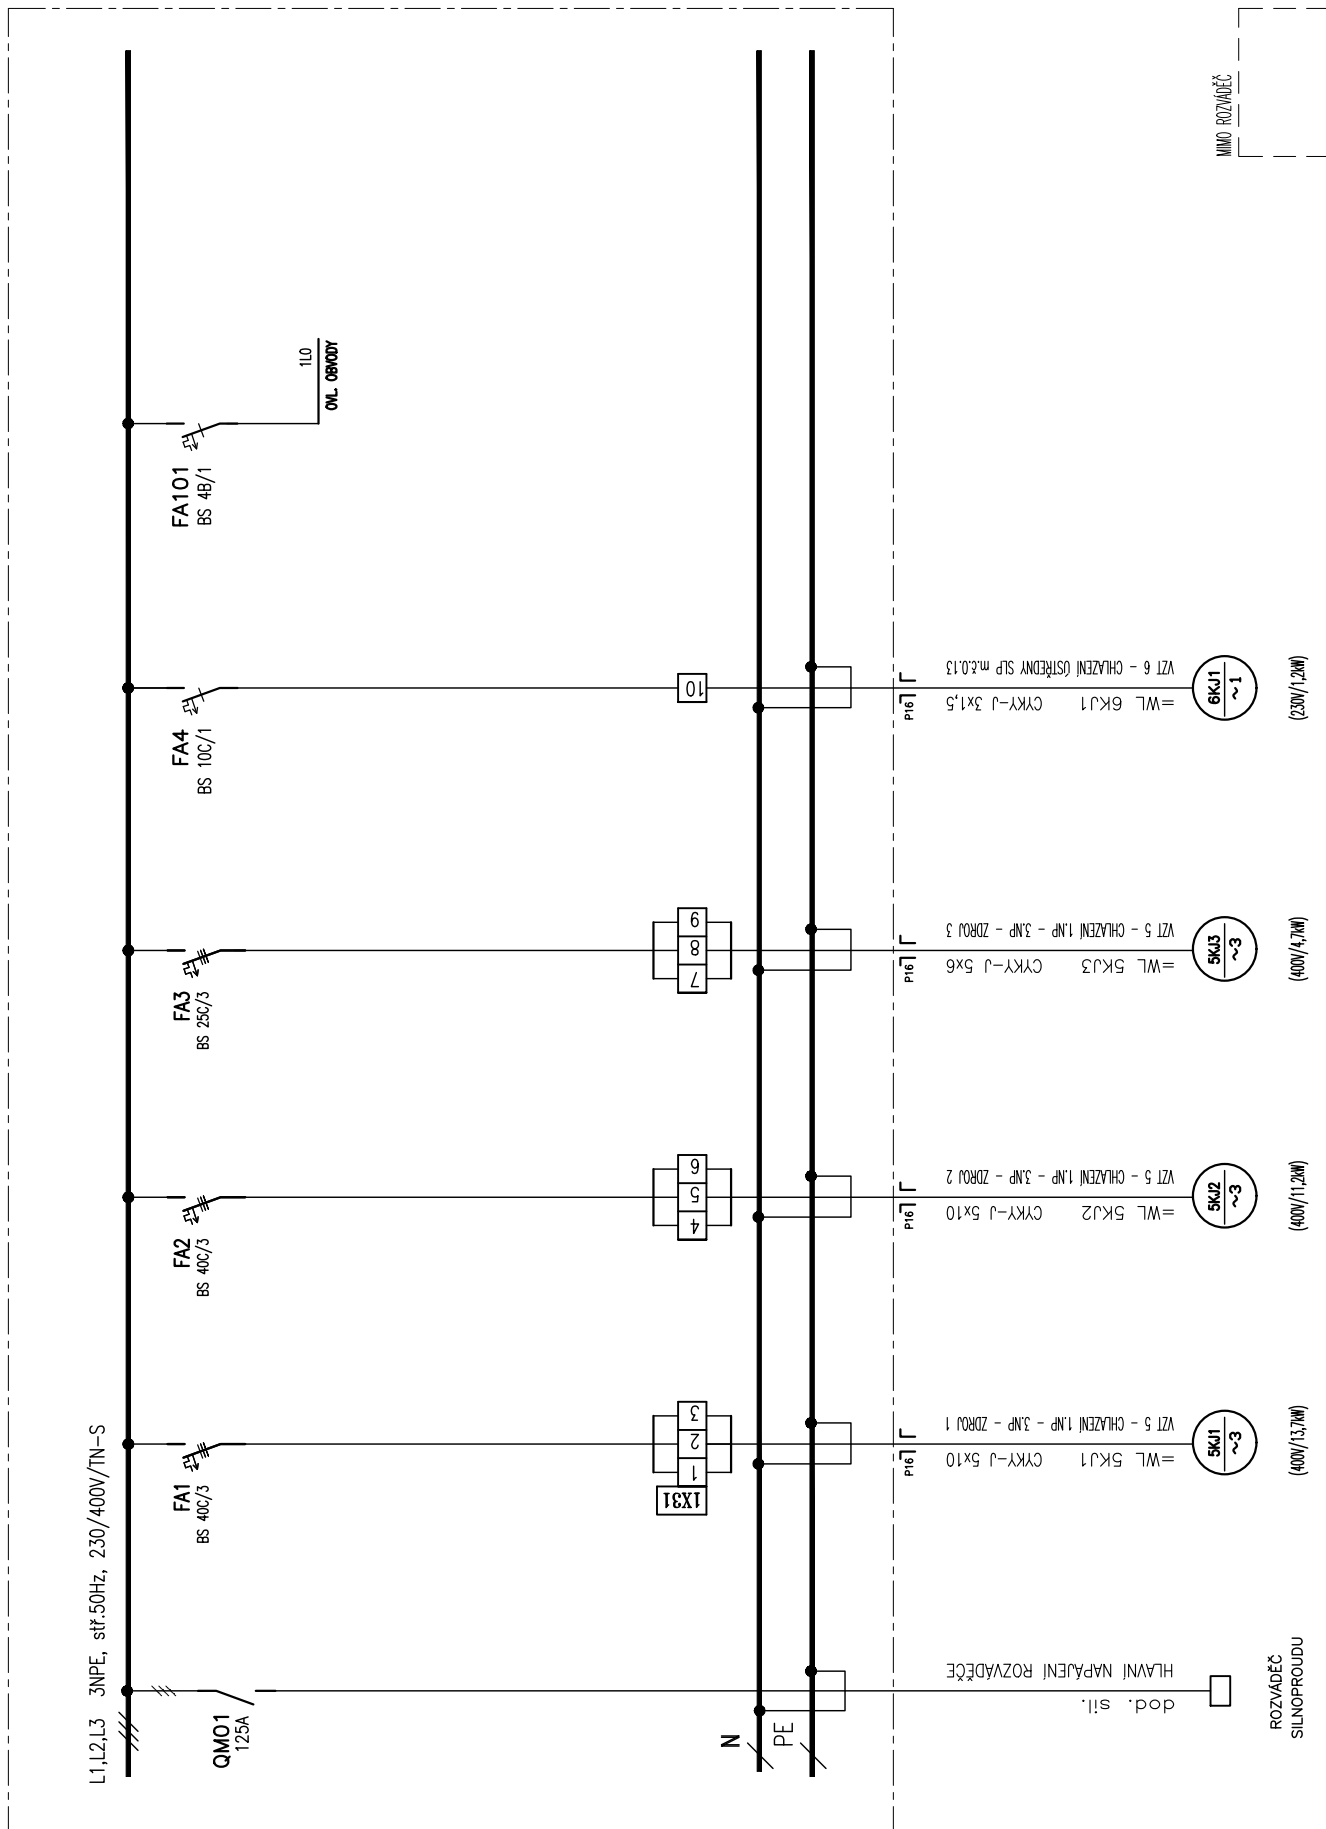 L1,L2,L3 3NPE, stř.50Hz, 230/400V/TN-S
QM01
125A
FA1
BS 40C/3
FA2
BS 40C/3
FA3
BS 25C/3
FA4
BS 10C/1
FA101
BS 4B/1
1L0
OVL. OBVODY
1X31
1 2 3
4 5 6
7 8 9
10
N
PE
dod. sil.
HLAVNÍ NAPÁJENÍ ROZVÁDĚČE
ROZVÁDĚČ
SILNOPROUDU
P16
=WL 5KJ1 CYKY-J 5x10
VZT 5 - CHLAZENÍ 1.NP - 3.NP - ZDROJ 1
5KJ1
~3
(400V/13,7kW)
P16
=WL 5KJ2 CYKY-J 5x10
VZT 5 - CHLAZENÍ 1.NP - 3.NP - ZDROJ 2
5KJ2
~3
(400V/11,2kW)
P16
=WL 5KJ3 CYKY-J 5x6
VZT 5 - CHLAZENÍ 1.NP - 3.NP - ZDROJ 3
5KJ3
~3
(400V/4,7kW)
P16
=WL 6KJ1 CYKY-J 3x1,5
VZT 6 - CHLAZENÍ ÚSTŘEDNY SLP m.č.0.13
6KJ1
~1
(230V/1,2kW)
MIMO ROZVÁDĚČ